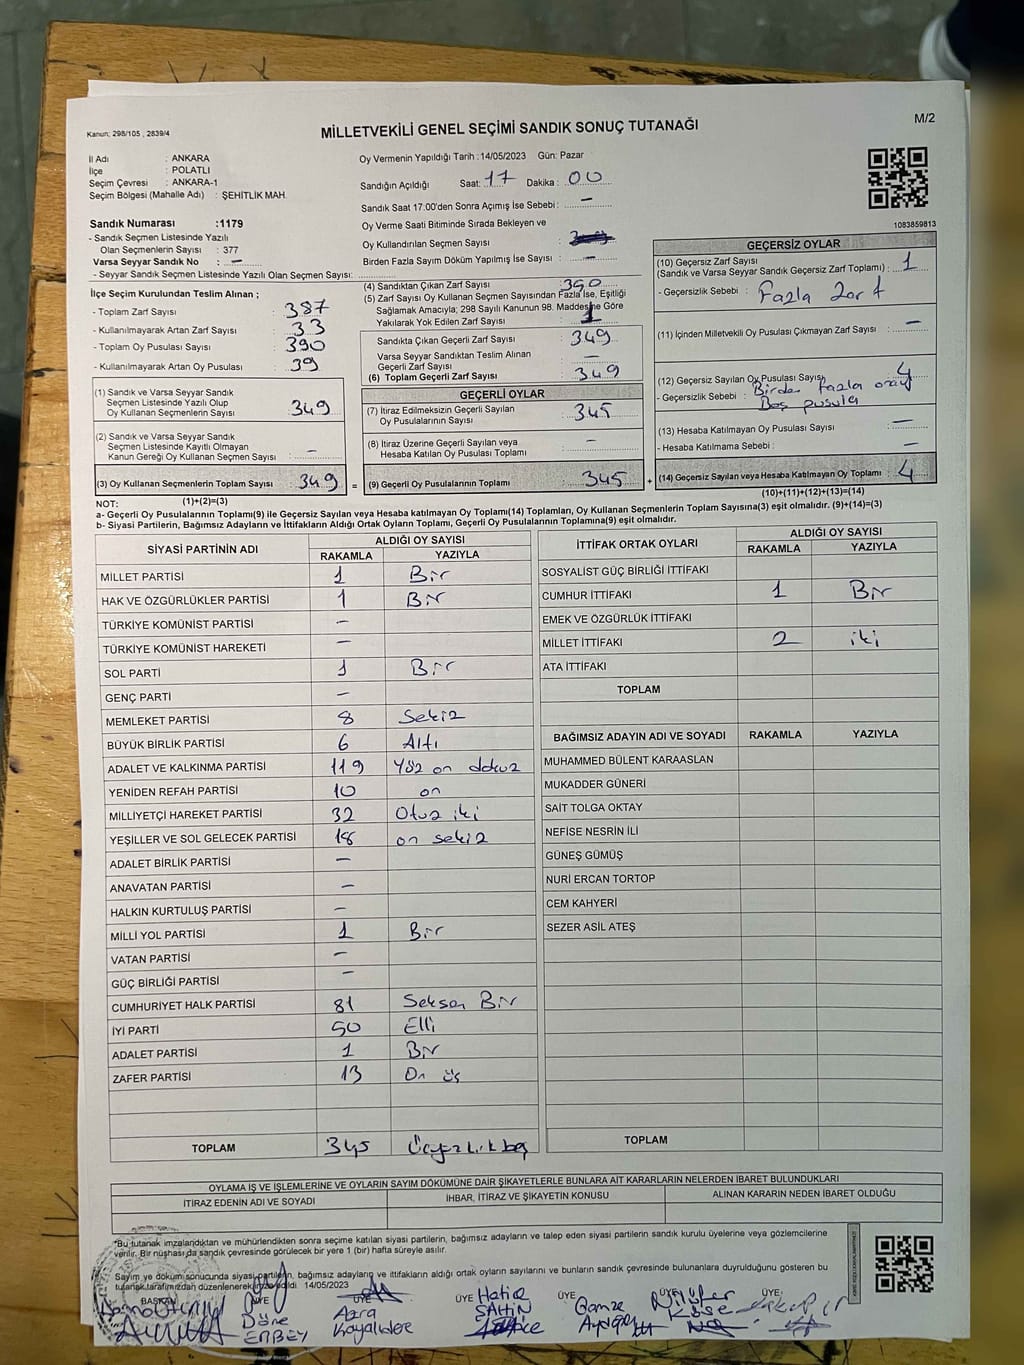 M/2
Kanun: 298/105 , 2839/4
MİLLETVEKİLİ GENEL SEÇİMİ SANDIK SONUÇ TUTANAĞI
İl Adı : ANKARA
İlçe : POLATLI
Seçim Çevresi : ANKARA-1
Seçim Bölgesi (Mahalle Adı) : ŞEHİTLİK MAH.
Oy Vermenin Yapıldığı Tarih :14/05/2023 Gün: Pazar
Sandığın Açıldığı Saat: 17 Dakika : 00
Sandık Saat 17.00'den Sonra Açımış İse Sebebi : –
Oy Verme Saati Bitiminde Sırada Bekleyen ve
Oy Kullandırılan Seçmen Sayısı
Birden Fazla Sayım Döküm Yapılmış İse Sayısı : –
1083859813
Sandık Numarası :1179
- Sandık Seçmen Listesinde Yazılı
Olan Seçmenlerin Sayısı : 377
Varsa Seyyar Sandık No : –
- Seyyar Sandık Seçmen Listesinde Yazılı Olan Seçmen Sayısı:
İlçe Seçim Kurulundan Teslim Alınan ;
- Toplam Zarf Sayısı : 387
- Kullanılmayarak Artan Zarf Sayısı : 33
- Toplam Oy Pusulası Sayısı : 390
- Kullanılmayarak Artan Oy Pusulası : 39
(4) Sandıktan Çıkan Zarf Sayısı : 350
(5) Zarf Sayısı Oy Kullanan Seçmen Sayısından Fazla İse, Eşitliği
Sağlamak Amacıyla; 298 Sayılı Kanunun 98. Maddesine Göre
Yakılarak Yok Edilen Zarf Sayısı : 1
Sandıkta Çıkan Geçerli Zarf Sayısı : 349
Varsa Seyyar Sandıktan Teslim Alınan
Geçerli Zarf Sayısı : –
(6) Toplam Geçerli Zarf Sayısı : 349
GEÇERSİZ OYLAR
(10) Geçersiz Zarf Sayısı
(Sandık ve Varsa Seyyar Sandık Geçersiz Zarf Toplamı) : 1
- Geçersizlik Sebebi : Fazla Zarf
(11) İçinden Milletvekili Oy Pusulası Çıkmayan Zarf Sayısı : –
(12) Geçersiz Sayılan Oy Pusulası Sayısı : 4
- Geçersizlik Sebebi : Birden fazla onay
Boş pusula
(13) Hesaba Katılmayan Oy Pusulası Sayısı : –
- Hesaba Katılmama Sebebi : –
(14) Geçersiz Sayılan veya Hesaba Katılmayan Oy Toplamı : 4
(10)+(11)+(12)+(13)=(14)
(1) Sandık ve Varsa Seyyar Sandık
Seçmen Listesinde Yazılı Olup
Oy Kullanan Seçmenlerin Sayısı : 349
(2) Sandık ve Varsa Seyyar Sandık
Seçmen Listesinde Kayıtlı Olmayan
Kanun Gereği Oy Kullanan Seçmen Sayısı : –
(3) Oy Kullanan Seçmenlerin Toplam Sayısı : 349 =
(1)+(2)=(3)
GEÇERLİ OYLAR
(7) İtiraz Edilmeksizin Geçerli Sayılan
Oy Pusulalarının Sayısı : 345
(8) İtiraz Üzerine Geçerli Sayılan veya
Hesaba Katılan Oy Pusulası Toplamı : –
(9) Geçerli Oy Pusulalarının Toplamı : 345 +
NOT:
a- Geçerli Oy Pusulalarının Toplamı(9) ile Geçersiz Sayılan veya Hesaba katılmayan Oy Toplamı(14) Toplamları, Oy Kullanan Seçmenlerin Toplam Sayısına(3) eşit olmalıdır. (9)+(14)=(3)
b- Siyasi Partilerin, Bağımsız Adayların ve İttifakların Aldığı Ortak Oyların Toplamı, Geçerli Oy Pusulalarının Toplamına(9) eşit olmalıdır.
SİYASİ PARTİNİN ADI ALDIĞI OY SAYISI
RAKAMLA YAZIYLA
MİLLET PARTİSİ 1 Bir
HAK VE ÖZGÜRLÜKLER PARTİSİ 1 Bir
TÜRKİYE KOMÜNİST PARTİSİ –
TÜRKİYE KOMÜNİST HAREKETİ –
SOL PARTİ 1 Bir
GENÇ PARTİ –
MEMLEKET PARTİSİ 8 Sekiz
BÜYÜK BİRLİK PARTİSİ 6 Altı
ADALET VE KALKINMA PARTİSİ 119 Yüz on dokuz
YENİDEN REFAH PARTİSİ 10 on
MİLLİYETÇİ HAREKET PARTİSİ 32 Otuz iki
YEŞİLLER VE SOL GELECEK PARTİSİ 18 on sekiz
ADALET BİRLİK PARTİSİ –
ANAVATAN PARTİSİ –
HALKIN KURTULUŞ PARTİSİ –
MİLLİ YOL PARTİSİ 1 Bir
VATAN PARTİSİ –
GÜÇ BİRLİĞİ PARTİSİ –
CUMHURİYET HALK PARTİSİ 81 Seksen Bir
İYİ PARTİ 50 Elli
ADALET PARTİSİ 1 Bir
ZAFER PARTİSİ 13 On üç
TOPLAM 345 Üçyüzkırkbeş
İTTİFAK ORTAK OYLARI ALDIĞI OY SAYISI
RAKAMLA YAZIYLA
SOSYALİST GÜÇ BİRLİĞİ İTTİFAKI
CUMHUR İTTİFAKI 1 Bir
EMEK VE ÖZGÜRLÜK İTTİFAKI
MİLLET İTTİFAKI 2 iki
ATA İTTİFAKI
TOPLAM
BAĞIMSIZ ADAYIN ADI VE SOYADI RAKAMLA YAZIYLA
MUHAMMED BÜLENT KARAASLAN
MUKADDER GÜNERİ
SAİT TOLGA OKTAY
NEFİSE NESRİN İLİ
GÜNEŞ GÜMÜŞ
NURİ ERCAN TORTOP
CEM KAHYERİ
SEZER ASİL ATEŞ
TOPLAM
OYLAMA İŞ VE İŞLEMLERİNE VE OYLARIN SAYIM DÖKÜMÜNE DAİR ŞİKAYETLERLE BUNLARA AİT KARARLARIN NELERDEN İBARET BULUNDUKLARI
İTİRAZ EDENİN ADI VE SOYADI İHBAR, İTİRAZ VE ŞİKAYETİN KONUSU ALINAN KARARIN NEDEN İBARET OLDUĞU
*Bu tutanak imzalandıktan ve mühürlendikten sonra seçime katılan siyasi partilerin, bağımsız adayların ve talep eden siyasi partilerin sandık kurulu üyelerine veya gözlemcilerine
verilir. Bir nüshası da sandık çevresinde görülecek bir yere 1 (bir) hafta süreyle asılır.
Sayım ve döküm sonucunda siyasi partilerin, bağımsız adayların ve ittifakların aldığı ortak oyların sayısını ve bunların sandık çevresinde bulunanlara duyrulduğunu gösteren bu
tutanak tarafımızdan düzenlenerek imza edildi 14/05/2023
BAŞKAN ÜYE ÜYE ÜYE ÜYE ÜYE ÜYE
Döne ERBEY
Azra Kayalıdere
Hatice ŞAHİN
Gamze
Nilüfer Köse